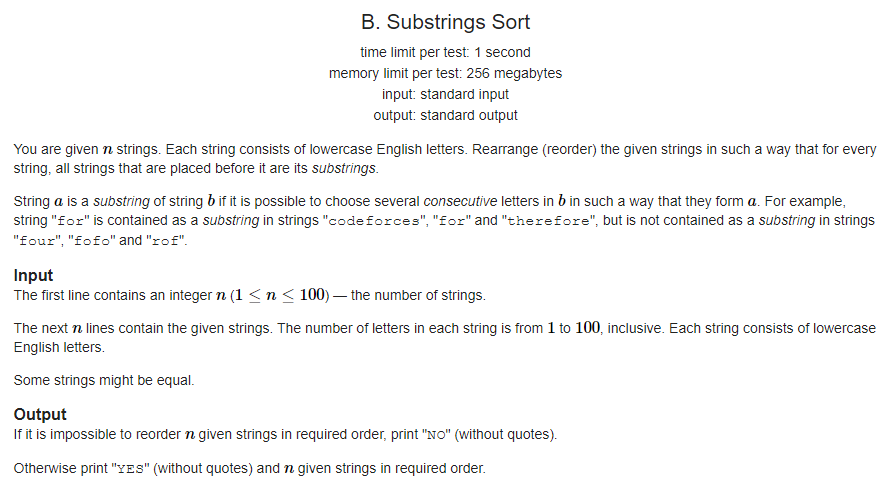 B. Substrings Sort
time limit per test: 1 second
memory limit per test: 256 megabytes
input: standard input
output: standard output
You are given n strings. Each string consists of lowercase English letters. Rearrange (reorder) the given strings in such a way that for every
string, all strings that are placed before it are its substrings.
String a is a substring of string b if it is possible to choose several consecutive letters in b in such a way that they form a. For example,
string "for" is contained as a substring in strings "codeforces", "for" and "therefore", but is not contained as a substring in strings
"four", "fofo" and "rof".
Input
The first line contains an integer n (1 ≤ n ≤ 100) — the number of strings.
The next n lines contain the given strings. The number of letters in each string is from 1 to 100, inclusive. Each string consists of lowercase
English letters.
Some strings might be equal.
Output
If it is impossible to reorder n given strings in required order, print "NO" (without quotes).
Otherwise print "YES" (without quotes) and n given strings in required order.